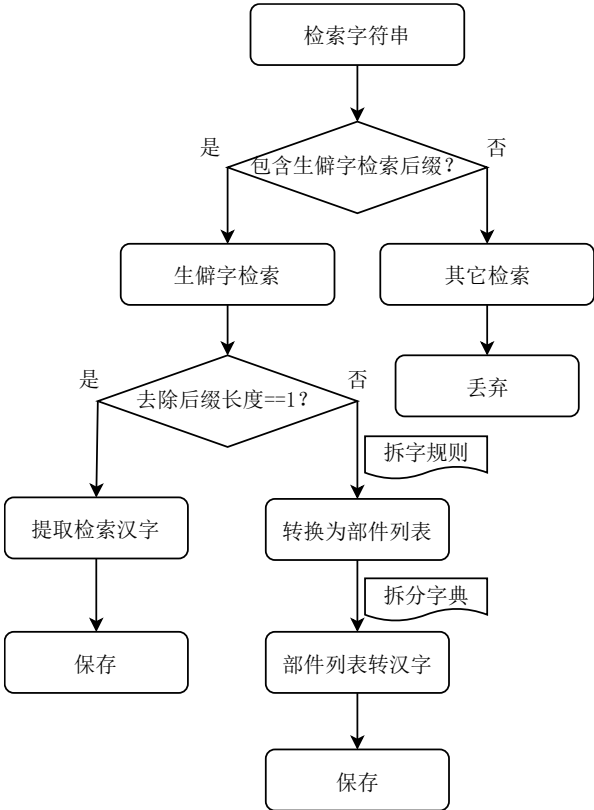 检索字符串
是
否
包含生僻字检索后缀？
生僻字检索
其它检索
是
否
去除后缀长度==1？
丢弃
拆字规则
提取检索汉字
转换为部件列表
拆分字典
保存
部件列表转汉字
保存